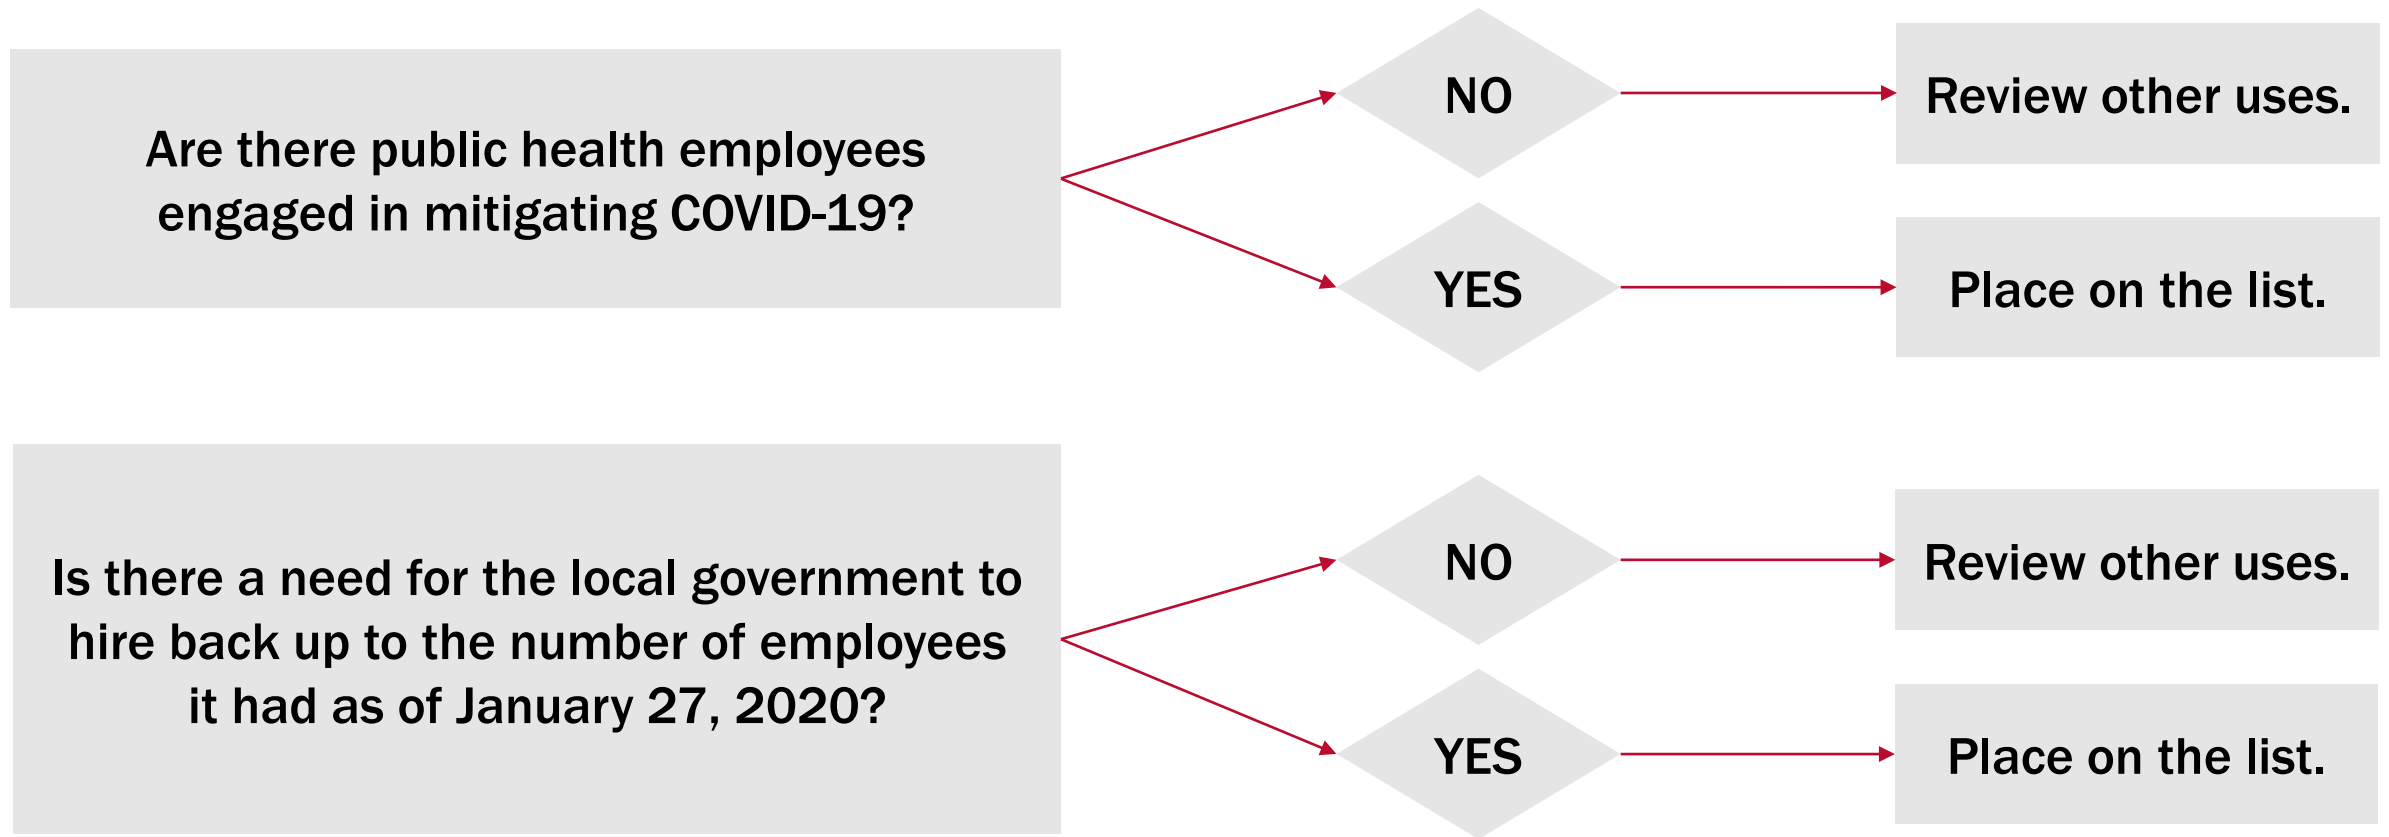 Are there public health employees
engaged in mitigating COVID-19?
NO
Review other uses.
YES
Place on the list.
Is there a need for the local government to
hire back up to the number of employees
it had as of January 27, 2020?
NO
Review other uses.
YES
Place on the list.